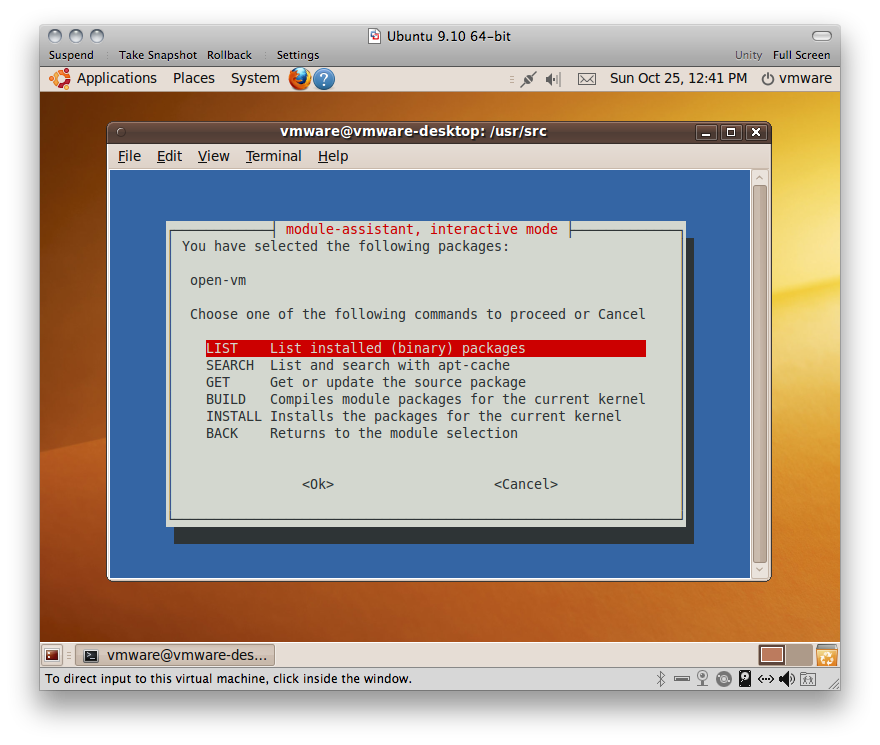 Ubuntu 9.10 64-bit
Suspend Take Snapshot Rollback Settings Unity Full Screen
Applications Places System ? Sun Oct 25, 12:41 PM vmware
vmware@vmware-desktop: /usr/src
File Edit View Terminal Help
module-assistant, interactive mode
You have selected the following packages:
open-vm
Choose one of the following commands to proceed or Cancel
LIST List installed (binary) packages
SEARCH List and search with apt-cache
GET Get or update the source package
BUILD Compiles module packages for the current kernel
INSTALL Installs the packages for the current kernel
BACK Returns to the module selection
<Ok> <Cancel>
vmware@vmware-des...
To direct input to this virtual machine, click inside the window.